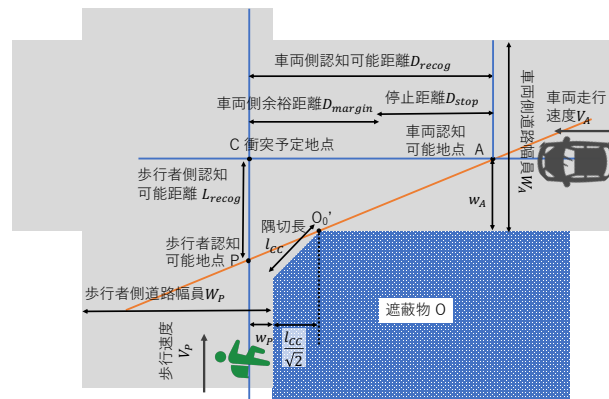 車両側認知可能距離D_recog
車両側余裕距離D_margin
停止距離D_stop
車両側道路幅員W_A
車両走行
速度V_A
C 衝突予定地点
車両認知
可能地点 A
歩行者側認知
可能距離 L_recog
w_A
隅切長
l_CC
O_0'
歩行者認知
可能地点 P
歩行者側道路幅員W_P
遮蔽物 O
w_P
l_CC
√2
歩行速度
V_P